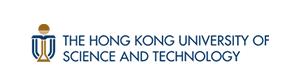 THE HONG KONG UNIVERSITY OF
SCIENCE AND TECHNOLOGY